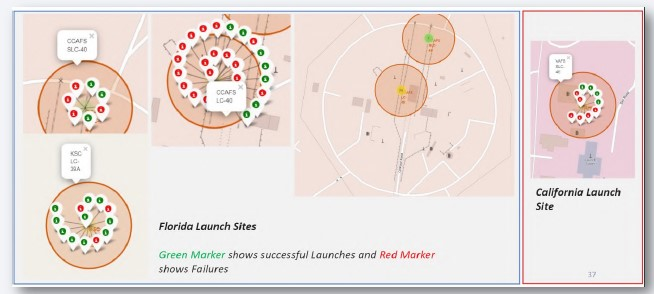 CCAFS
SLC-40
CCAFS
LC-40
KSC
LC-
39A
VAFB
SLC
4E
Florida Launch Sites
Green Marker shows successful Launches and Red Marker
shows Failures
California Launch
Site
37